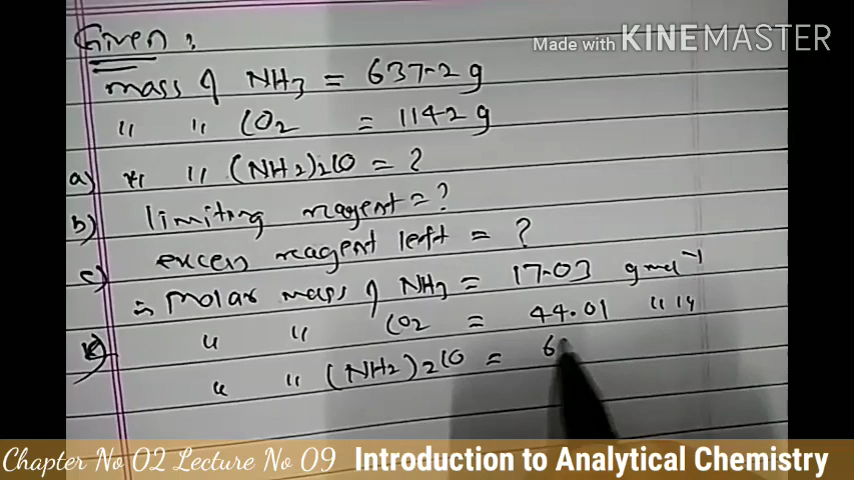 Made with KINEMASTER
Given:
mass of NH3 = 637.2 g
" " CO2 = 1142 g
a) " " (NH2)2CO = ?
b) limiting reagent = ?
c) excess reagent left = ?
∴ Molar mass of NH3 = 17.03 g mol⁻¹
" " CO2 = 44.01 " "
" " (NH2)2CO = 6
Chapter No 02 Lecture No 09 Introduction to Analytical Chemistry